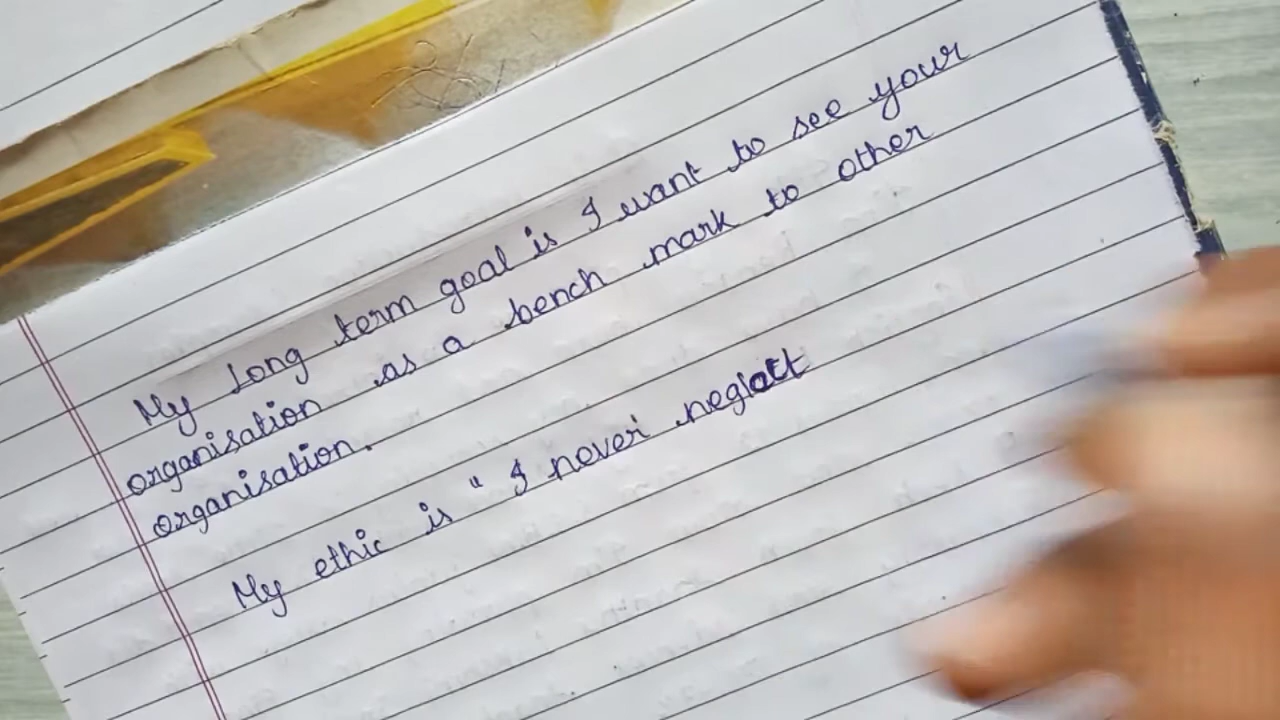 My Long term goal is I want to see your
organisation as a bench mark to other
organisation.
My ethic is " I never